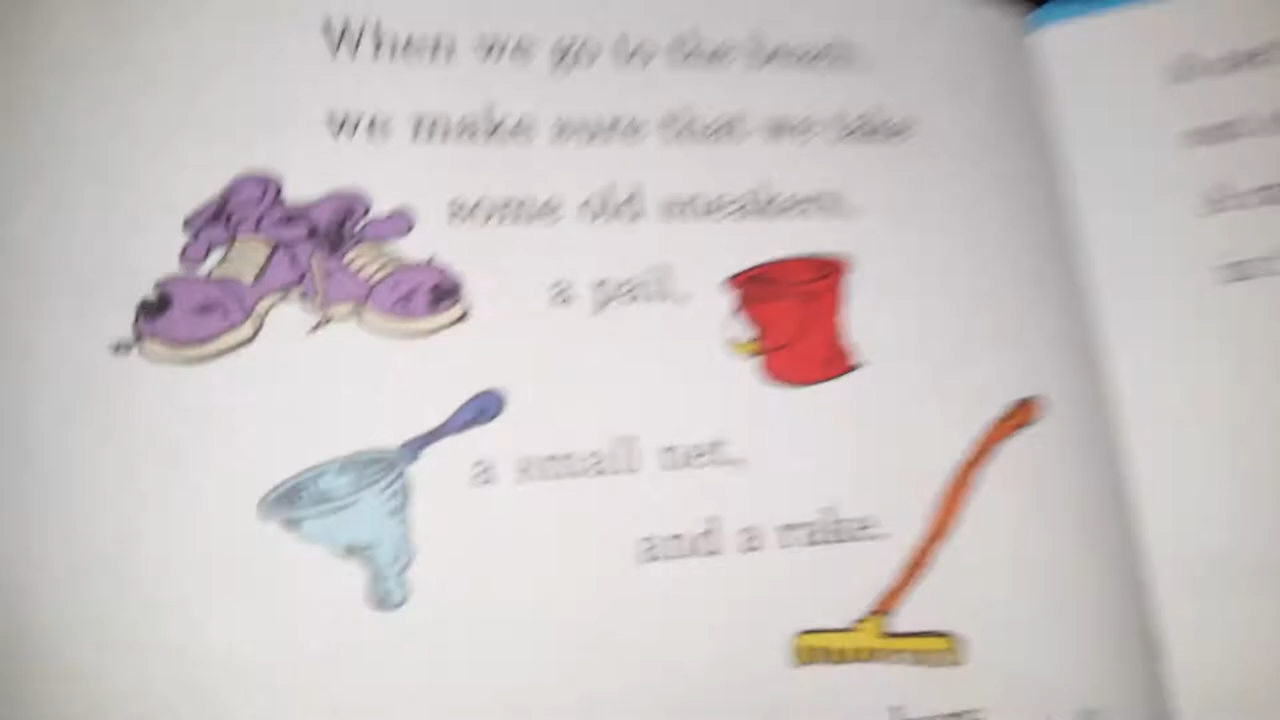 When we go to the beach,
we make sure that we take
some old sneakers,
a pail,
a small net,
and a rake.